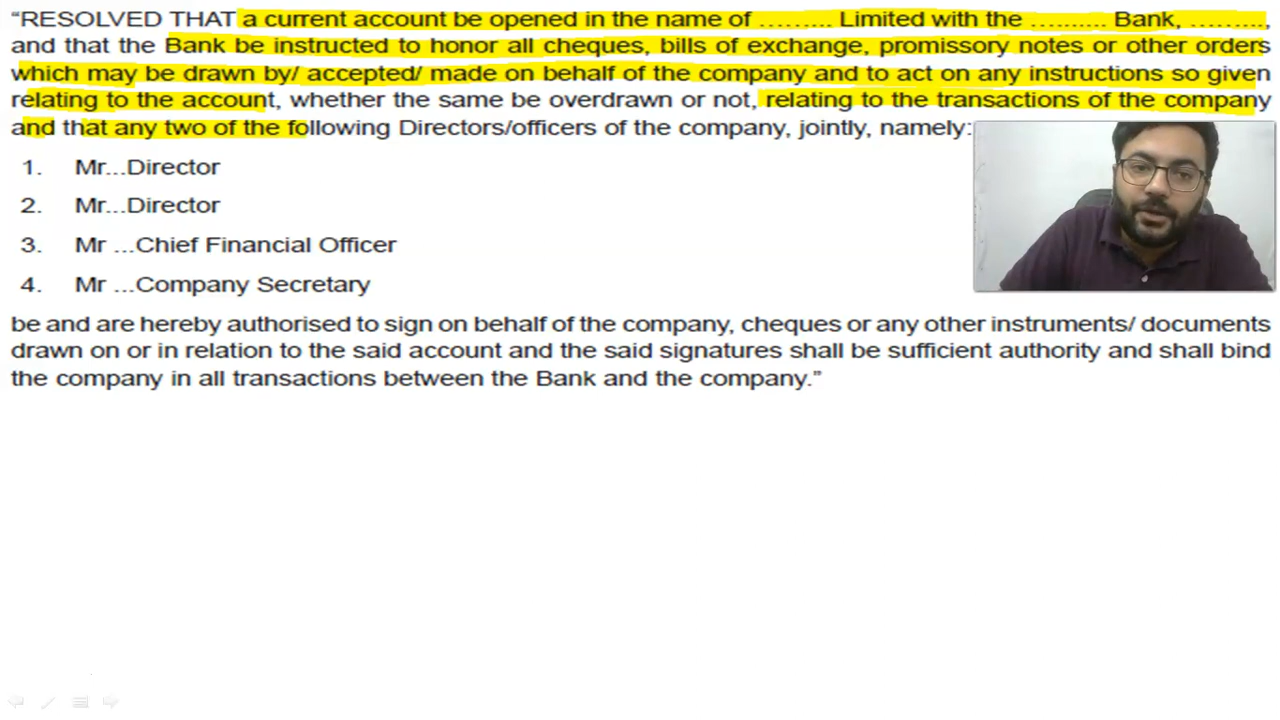 “RESOLVED THAT a current account be opened in the name of ......... Limited with the .......... Bank, .........,
and that the Bank be instructed to honor all cheques, bills of exchange, promissory notes or other orders
which may be drawn by/ accepted/ made on behalf of the company and to act on any instructions so given
relating to the account, whether the same be overdrawn or not, relating to the transactions of the company
and that any two of the following Directors/officers of the company, jointly, namely:
1. Mr...Director
2. Mr...Director
3. Mr ...Chief Financial Officer
4. Mr ...Company Secretary
be and are hereby authorised to sign on behalf of the company, cheques or any other instruments/ documents
drawn on or in relation to the said account and the said signatures shall be sufficient authority and shall bind
the company in all transactions between the Bank and the company.”